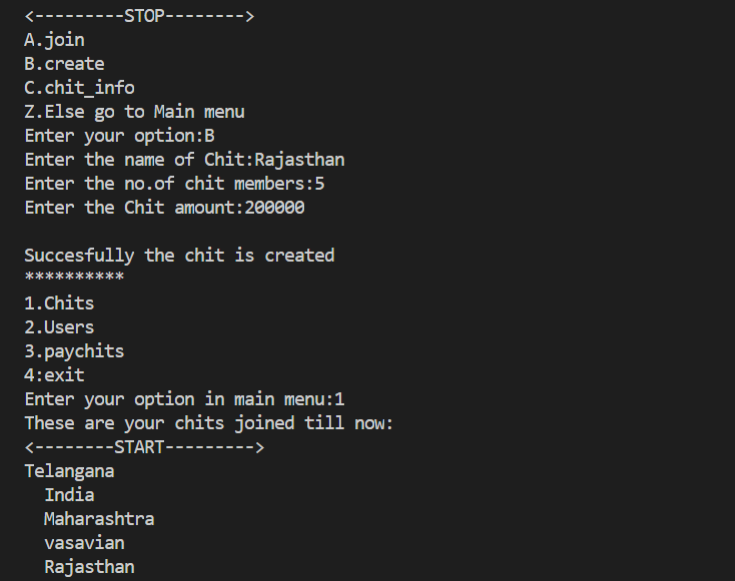 <---------STOP-------->
A.join
B.create
C.chit_info
Z.Else go to Main menu
Enter your option:B
Enter the name of Chit:Rajasthan
Enter the no.of chit members:5
Enter the Chit amount:200000
Succesfully the chit is created
**********
1.Chits
2.Users
3.paychits
4:exit
Enter your option in main menu:1
These are your chits joined till now:
<--------START--------->
Telangana
  India
  Maharashtra
  vasavian
  Rajasthan